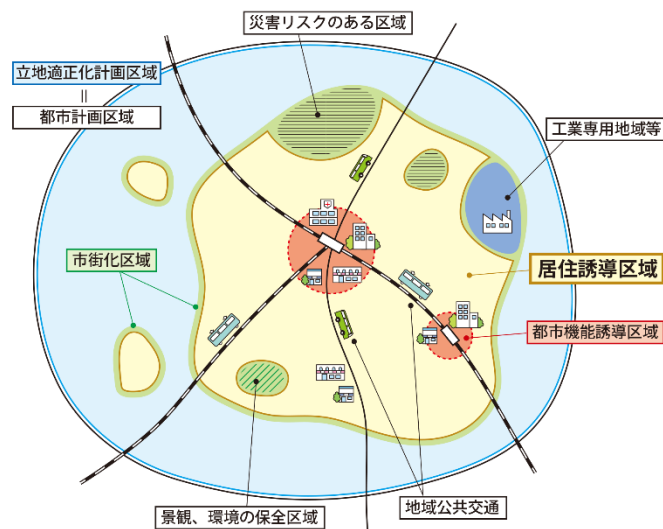 災害リスクのある区域
立地適正化計画区域
||
都市計画区域
工業専用地域等
市街化区域
居住誘導区域
都市機能誘導区域
景観、環境の保全区域
地域公共交通